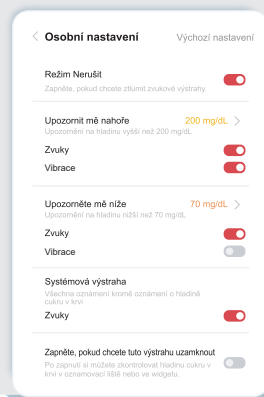 Osobní nastavení
Výchozí nastavení
Režim Nerušit
Zapněte, pokud chcete ztlumit zvukové výstrahy.
Upozornit mě nahoře
200 mg/dL
Upozornění na hladinu vyšší než 200 mg/dL
Zvuky
Vibrace
Upozorněte mě níže
70 mg/dL
Upozornění na hladinu nižší než 70 mg/dL
Zvuky
Vibrace
Systémová výstraha
Všechna oznámení kromě oznámení o hladině
cukru v krvi
Zvuky
Zapněte, pokud chcete tuto výstrahu uzamknout
Po zapnutí si můžete zkontrolovat hladinu cukru v
krvi v oznamovací liště nebo ve widgetu.